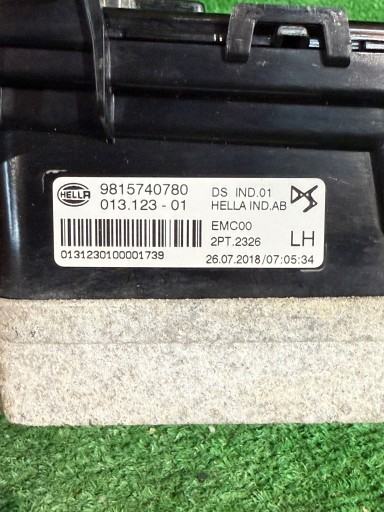 HELLA
9815740780
013.123 - 01
DS IND.01
HELLA IND.AB
DS
EMC00
2PT.2326
LH
0131230100001739
26.07.2018/07:05:34